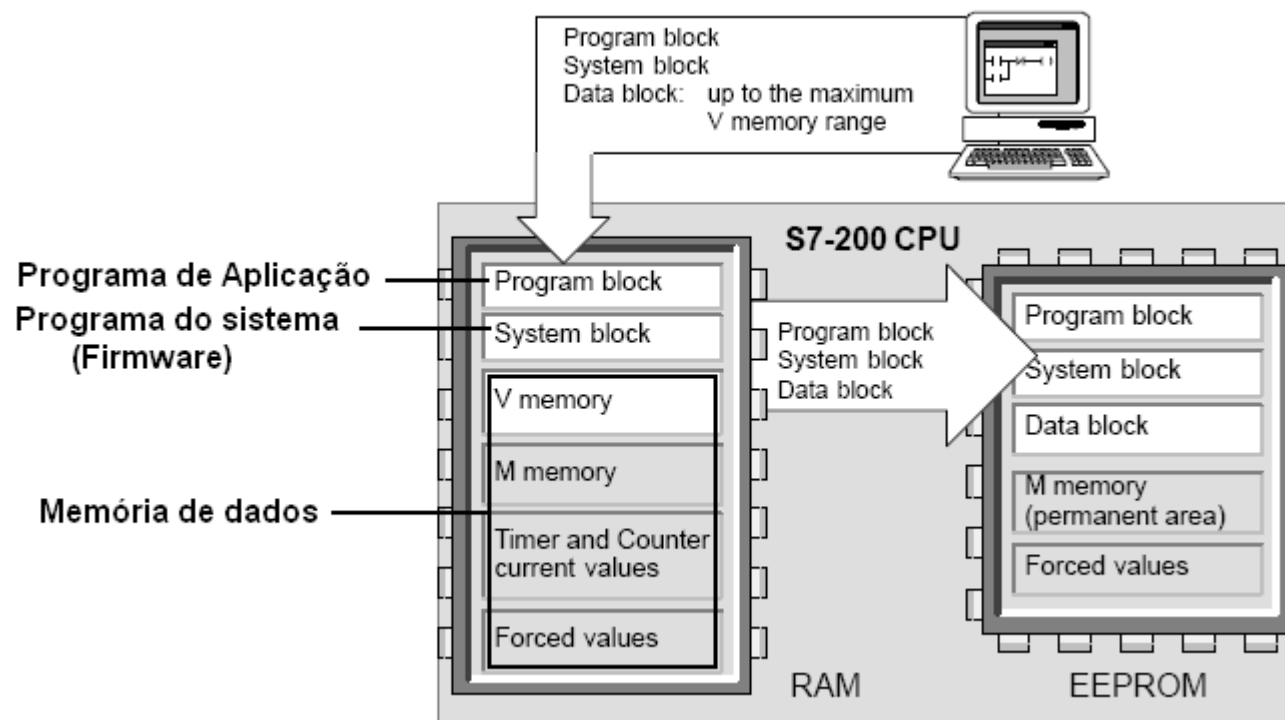 Program block
System block
Data block: up to the maximum
V memory range
S7-200 CPU
Programa de Aplicação
Programa do sistema
(Firmware)
Memória de dados
Program block
System block
V memory
M memory
Timer and Counter
current values
Forced values
RAM
Program block
System block
Data block
Program block
System block
Data block
M memory
(permanent area)
Forced values
EEPROM